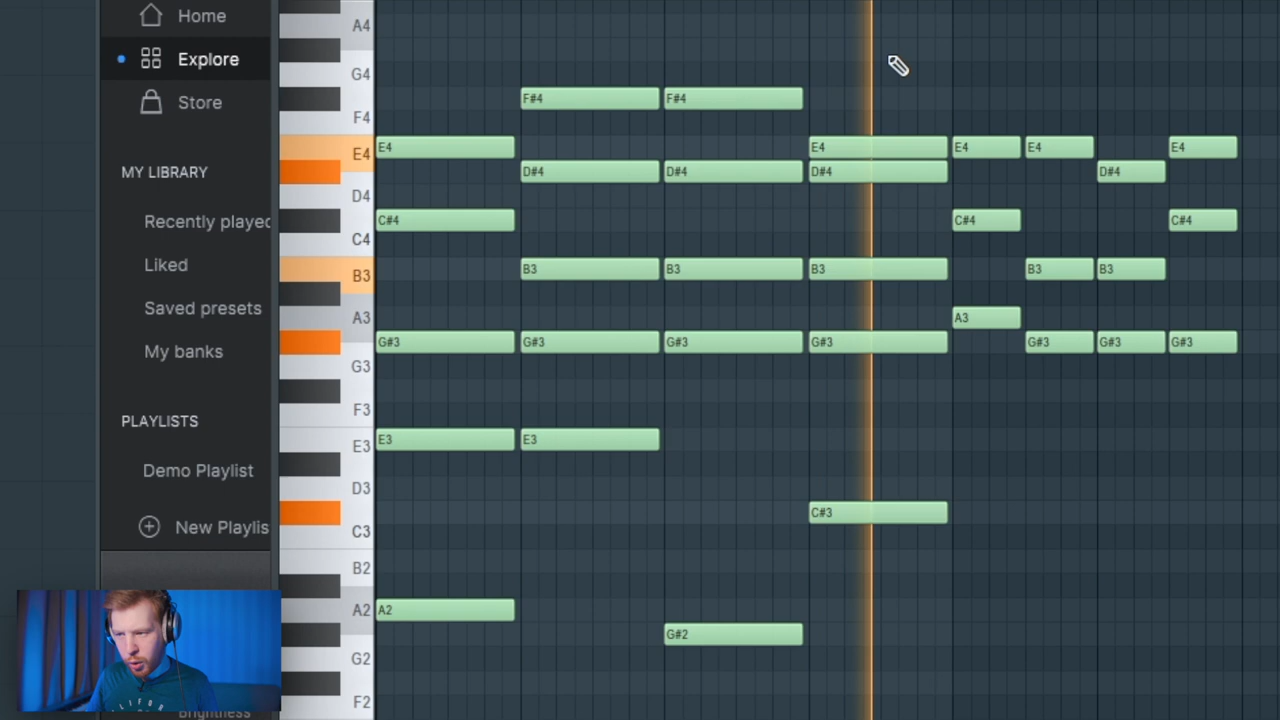 Home
Explore
Store
MY LIBRARY
Recently played
Liked
Saved presets
My banks
PLAYLISTS
Demo Playlist
New Playlis
Brightness
A4
G4
F4
E4
D4
C4
B3
A3
G3
F3
E3
D3
C3
B2
A2
G2
F2
F#4 F#4
E4 E4 E4 E4 E4
D#4 D#4 D#4 D#4
C#4 C#4 C#4
B3 B3 B3 B3 B3
A3
G#3 G#3 G#3 G#3 G#3 G#3 G#3
E3 E3
C#3
A2
G#2